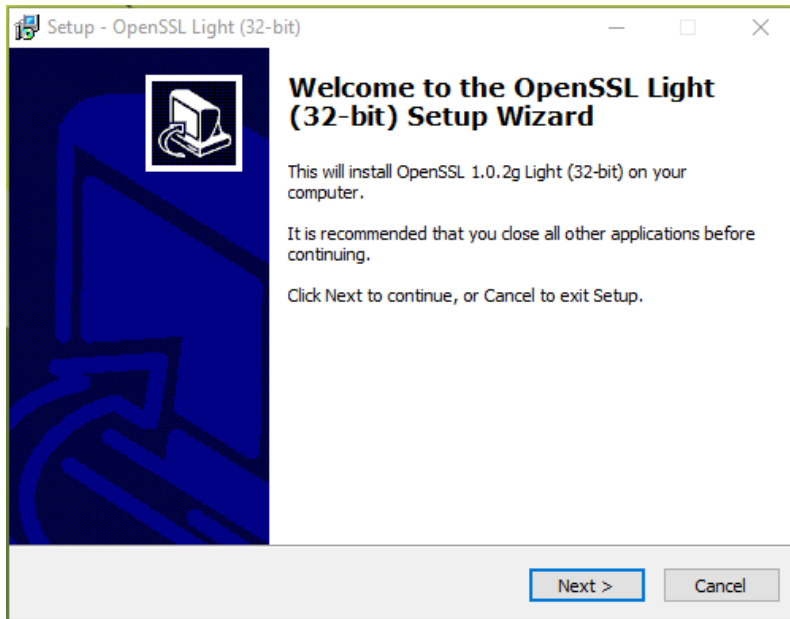 Setup - OpenSSL Light (32-bit)
Welcome to the OpenSSL Light
(32-bit) Setup Wizard
This will install OpenSSL 1.0.2g Light (32-bit) on your
computer.
It is recommended that you close all other applications before
continuing.
Click Next to continue, or Cancel to exit Setup.
Next >
Cancel